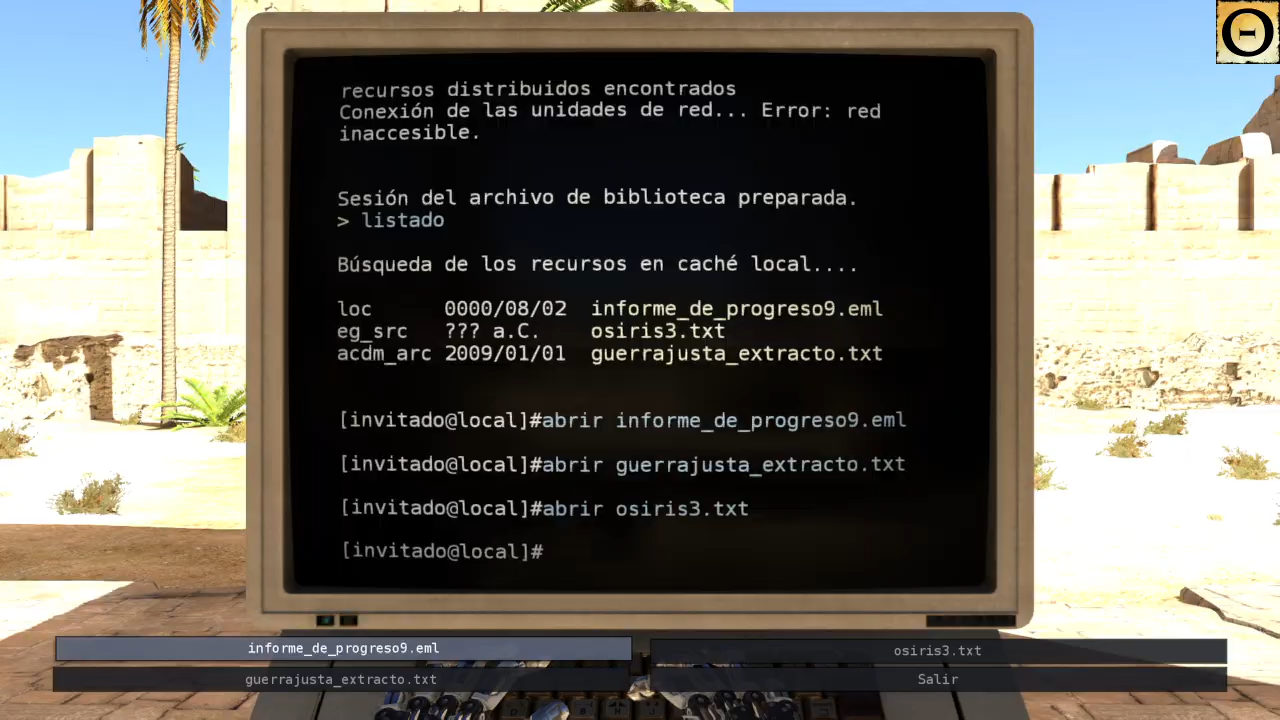 recursos distribuidos encontrados
Conexión de las unidades de red... Error: red
inaccesible.
Sesión del archivo de biblioteca preparada.
> listado
Búsqueda de los recursos en caché local....
loc 0000/08/02 informe_de_progreso9.eml
eg_src ??? a.C. osiris3.txt
acdm_arc 2009/01/01 guerrajusta_extracto.txt
[invitado@local]#abrir informe_de_progreso9.eml
[invitado@local]#abrir guerrajusta_extracto.txt
[invitado@local]#abrir osiris3.txt
[invitado@local]#
informe_de_progreso9.eml
osiris3.txt
guerrajusta_extracto.txt
Salir